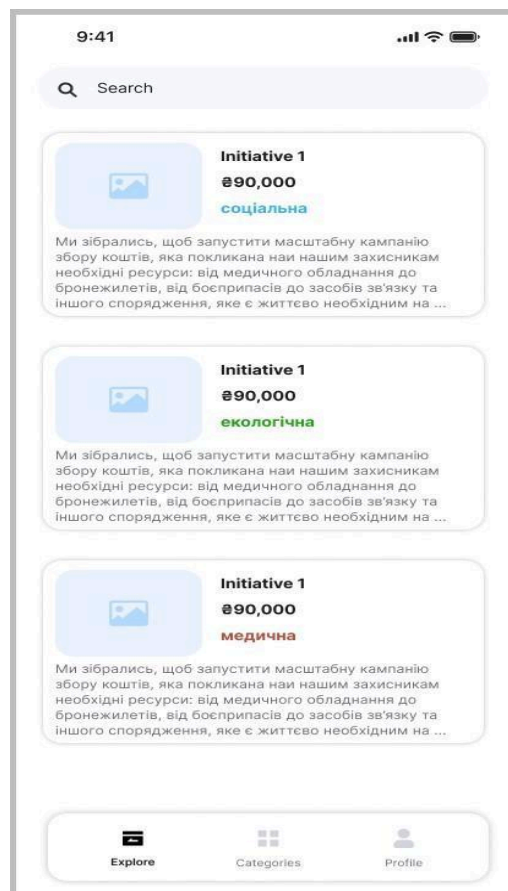 9:41
Search
Initiative 1
₴90,000
соціальна
Ми зібрались, щоб запустити масштабну кампанію
збору коштів, яка покликана наи нашим захисникам
необхідні ресурси: від медичного обладнання до
бронежилетів, від боєприпасів до засобів зв'язку та
іншого спорядження, яке є життєво необхідним на ...
Initiative 1
₴90,000
екологічна
Ми зібрались, щоб запустити масштабну кампанію
збору коштів, яка покликана наи нашим захисникам
необхідні ресурси: від медичного обладнання до
бронежилетів, від боєприпасів до засобів зв'язку та
іншого спорядження, яке є життєво необхідним на ...
Initiative 1
₴90,000
медична
Ми зібрались, щоб запустити масштабну кампанію
збору коштів, яка покликана наи нашим захисникам
необхідні ресурси: від медичного обладнання до
бронежилетів, від боєприпасів до засобів зв'язку та
іншого спорядження, яке є життєво необхідним на ...
Explore Categories Profile